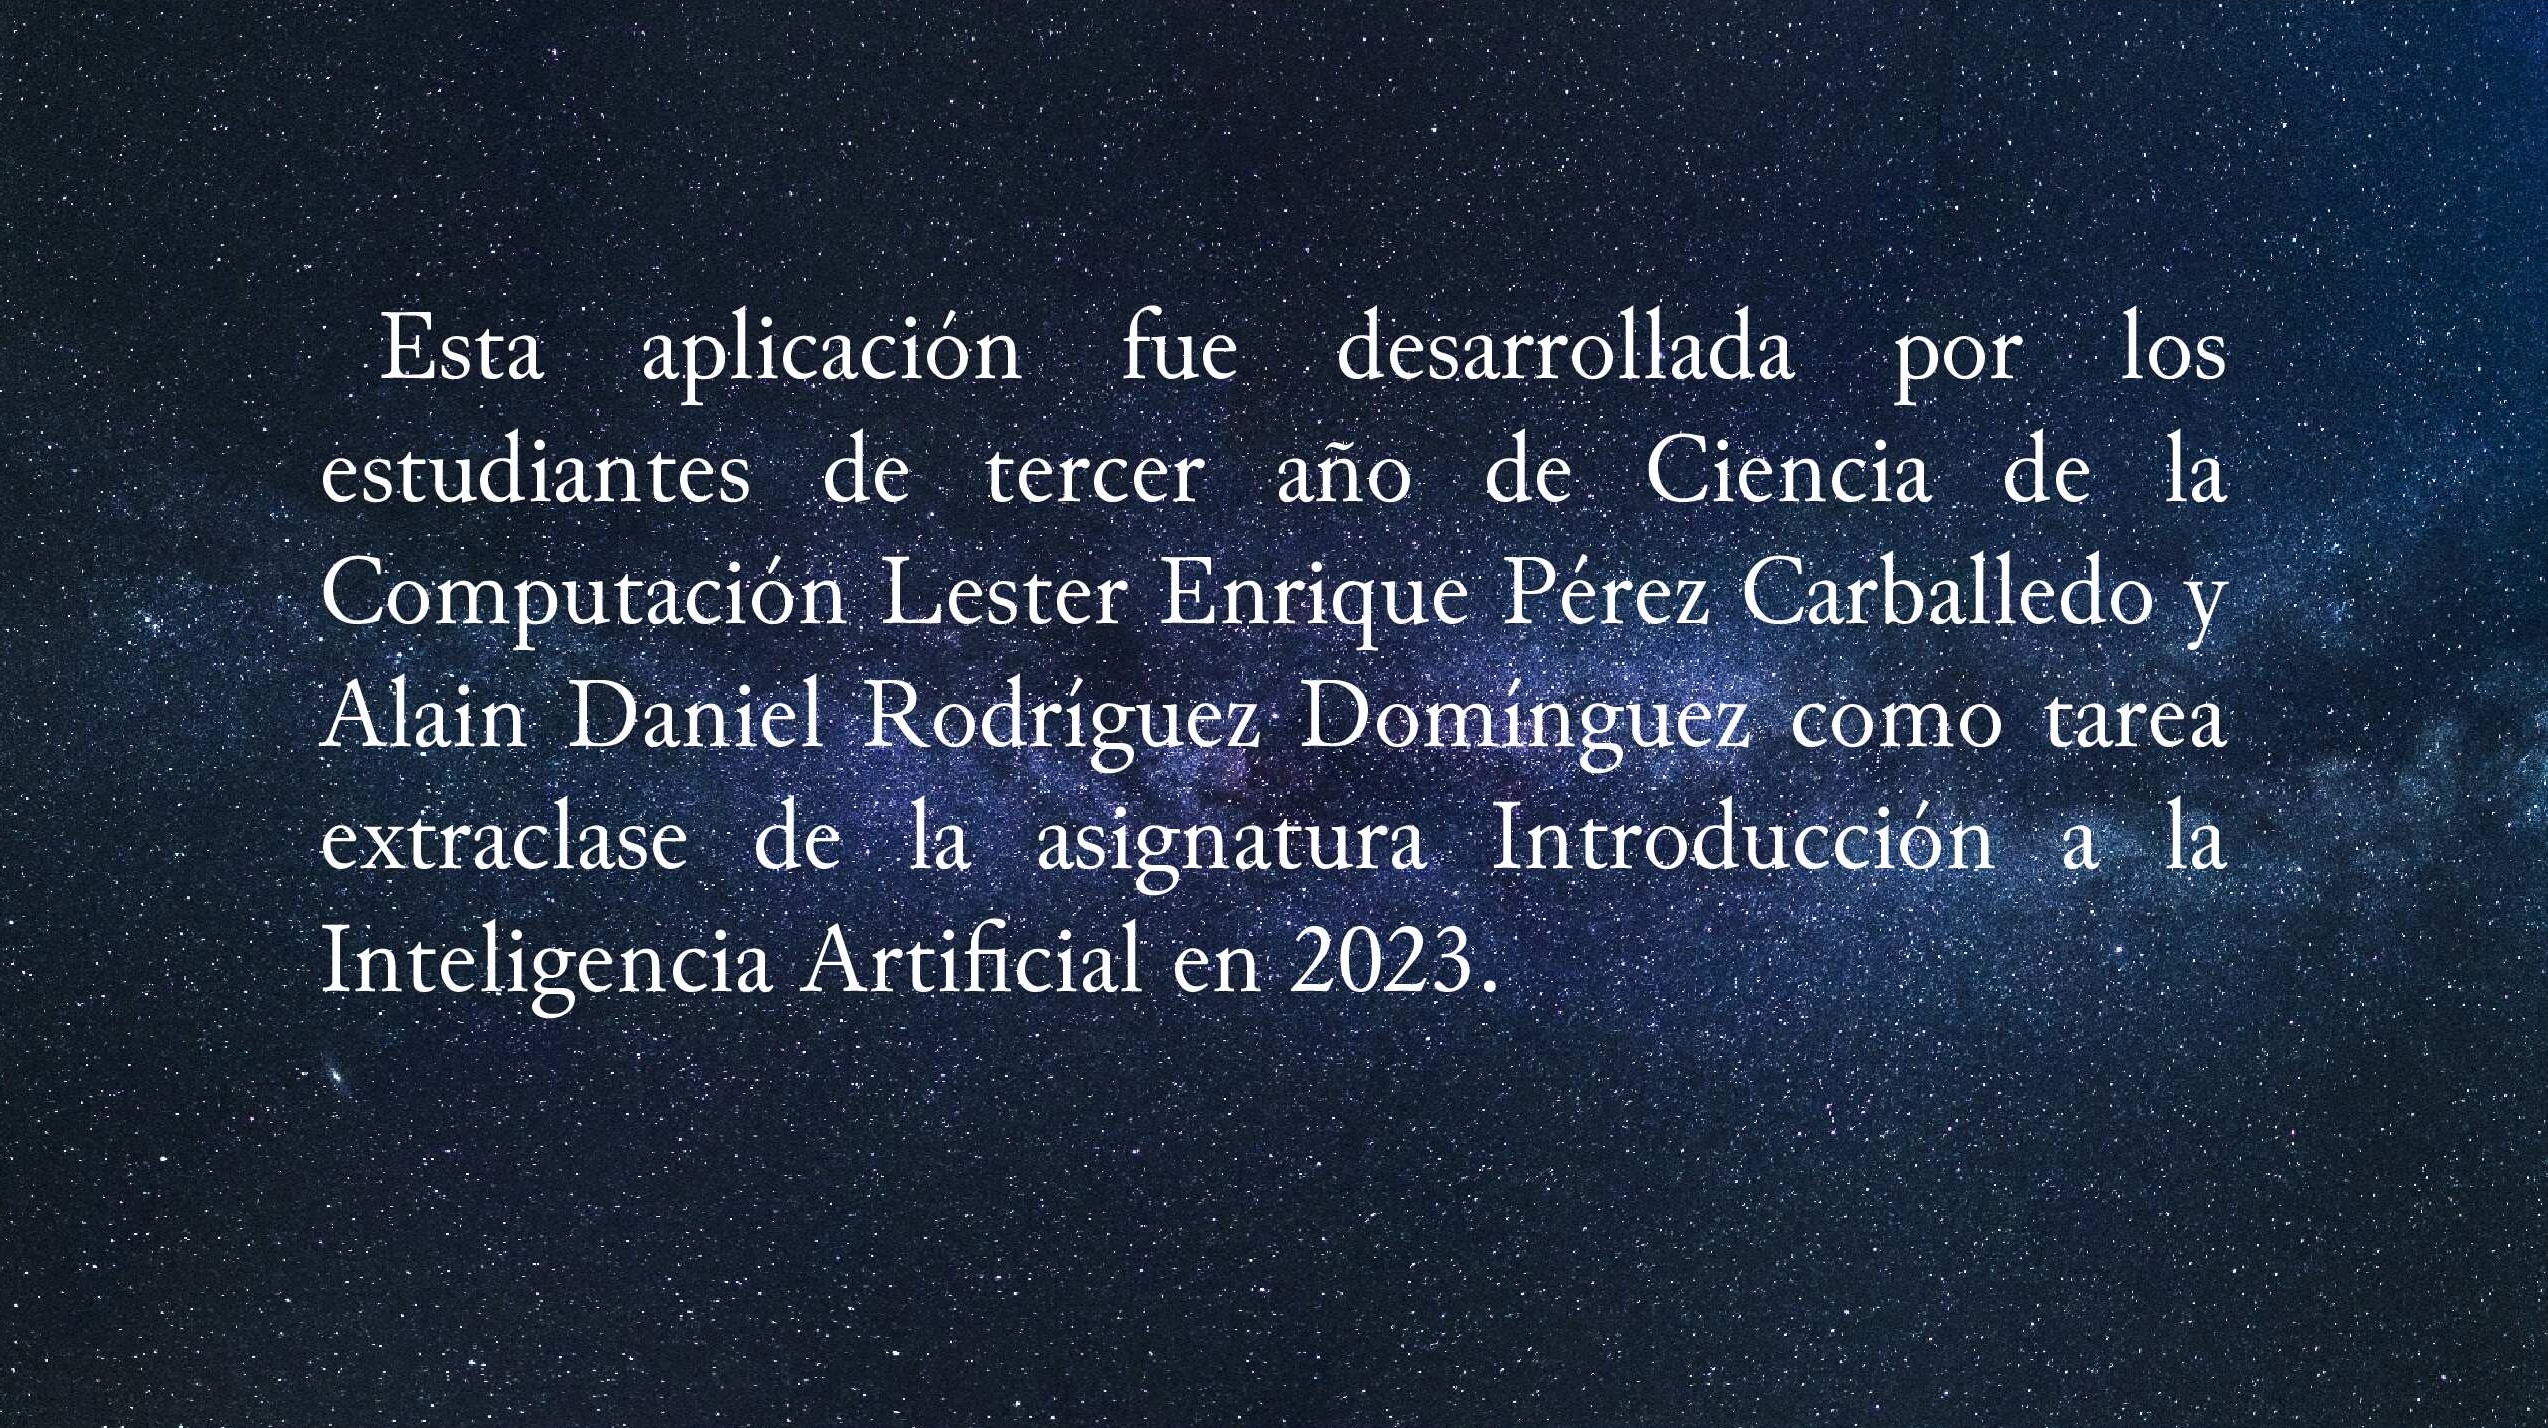 Esta aplicación fue desarrollada por los
estudiantes de tercer año de Ciencia de la
Computación Lester Enrique Pérez Carballedo y
Alain Daniel Rodríguez Domínguez como tarea
extraclase de la asignatura Introducción a la
Inteligencia Artificial en 2023.